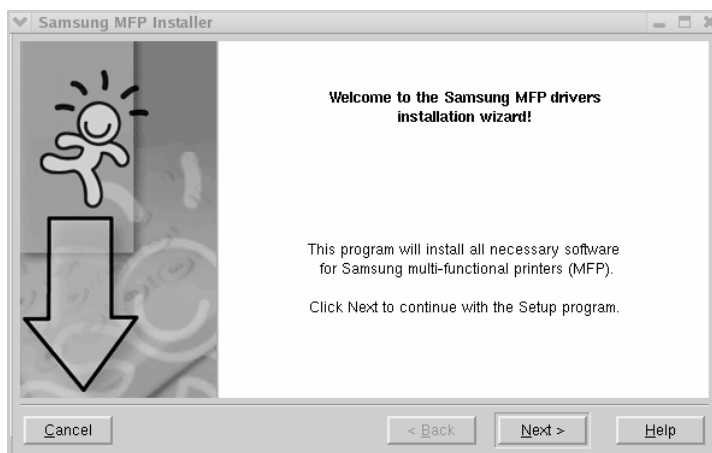 Samsung MFP Installer
Welcome to the Samsung MFP drivers
installation wizard!
This program will install all necessary software
for Samsung multi-functional printers (MFP).
Click Next to continue with the Setup program.
Cancel
< Back
Next >
Help